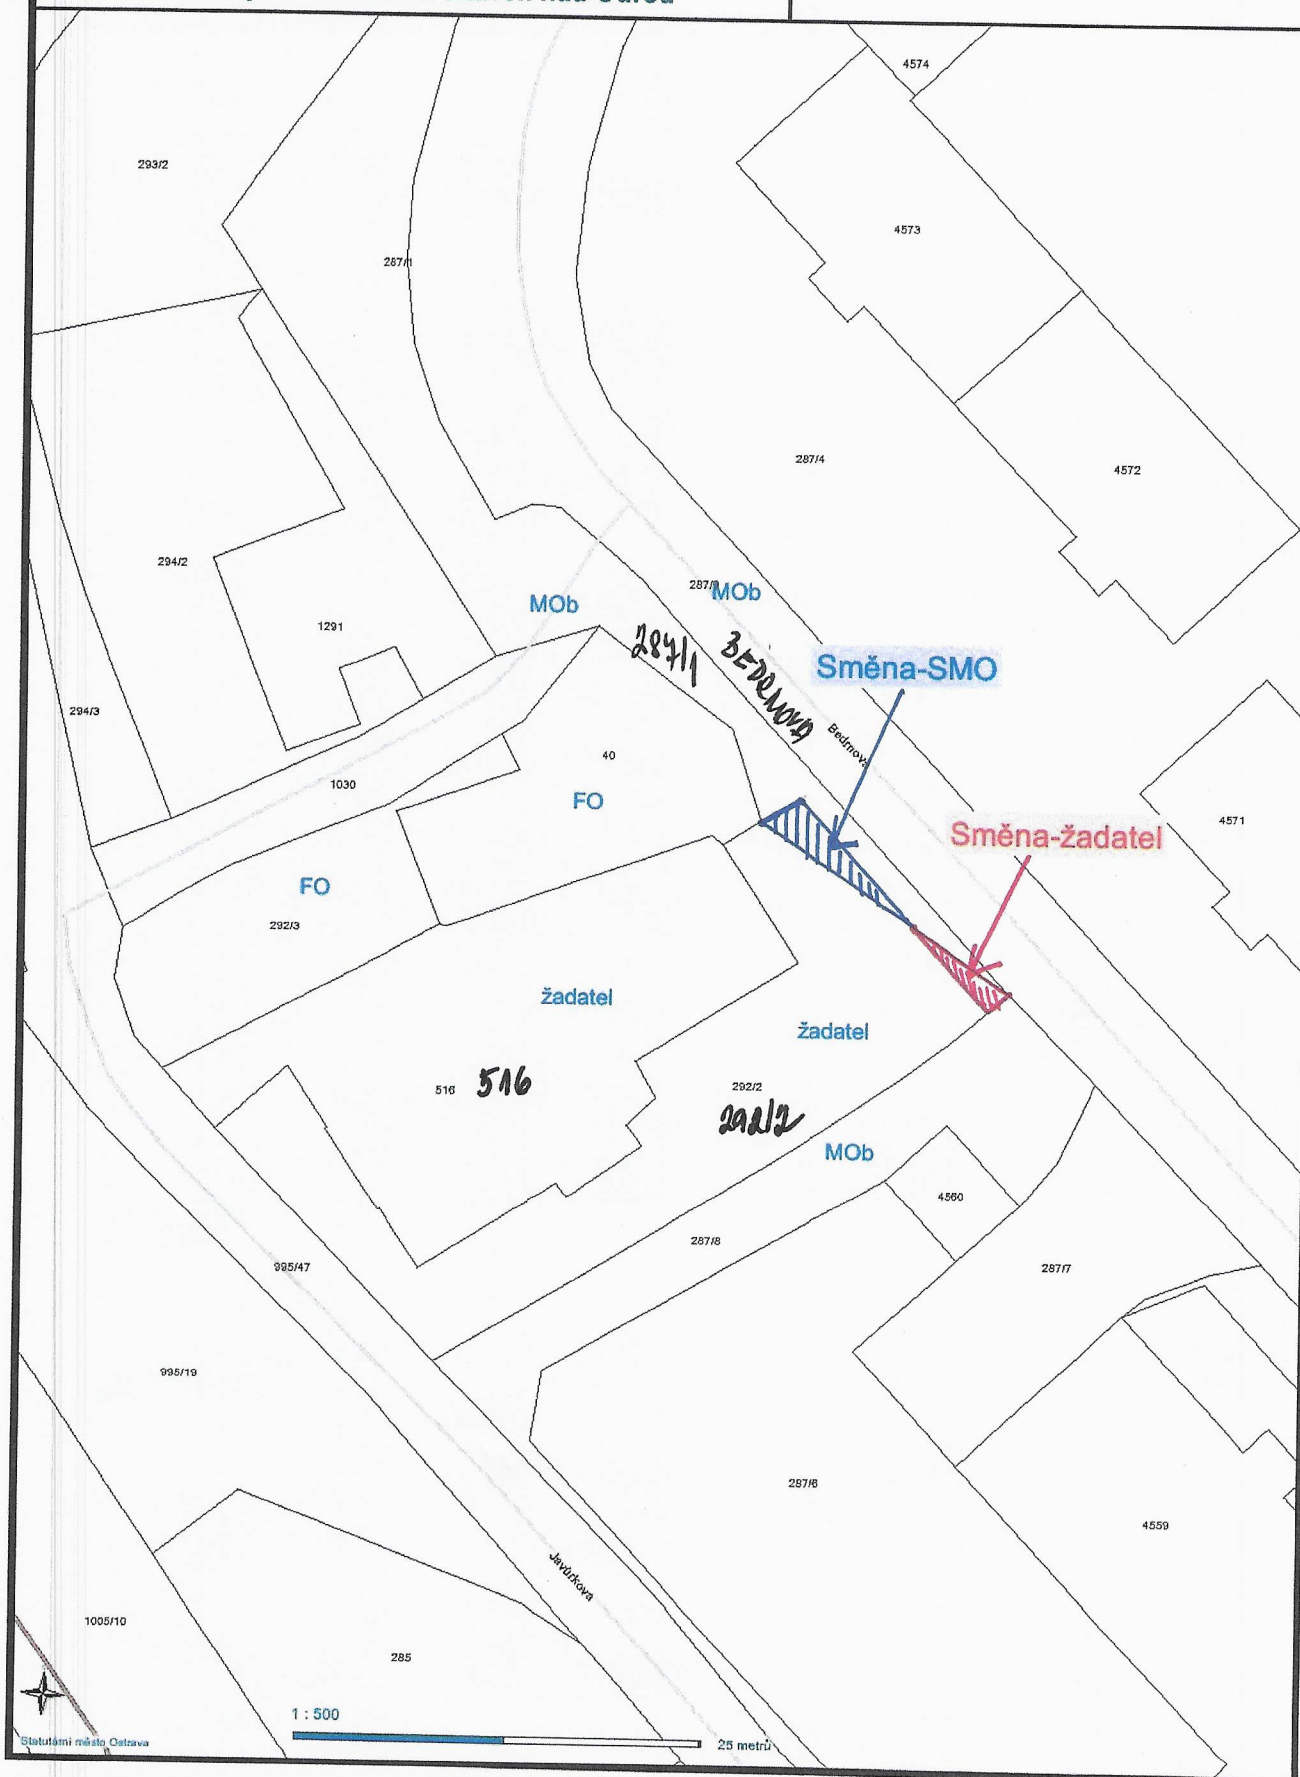 nad Odrou
4574
293/2
4573
287/1
287/4
4572
294/2
MOb
MOb
1291
287/1
BEDRNOVA
Směna-SMO
294/3
Bedrnova
40
1030
FO
4571
Směna-žadatel
FO
292/3
žadatel
žadatel
516
516
292/2
292/2
MOb
4560
287/8
995/47
287/7
995/19
287/6
4559
Javůrkova
1005/10
285
1 : 500
25 metrů
Statutární město Ostrava